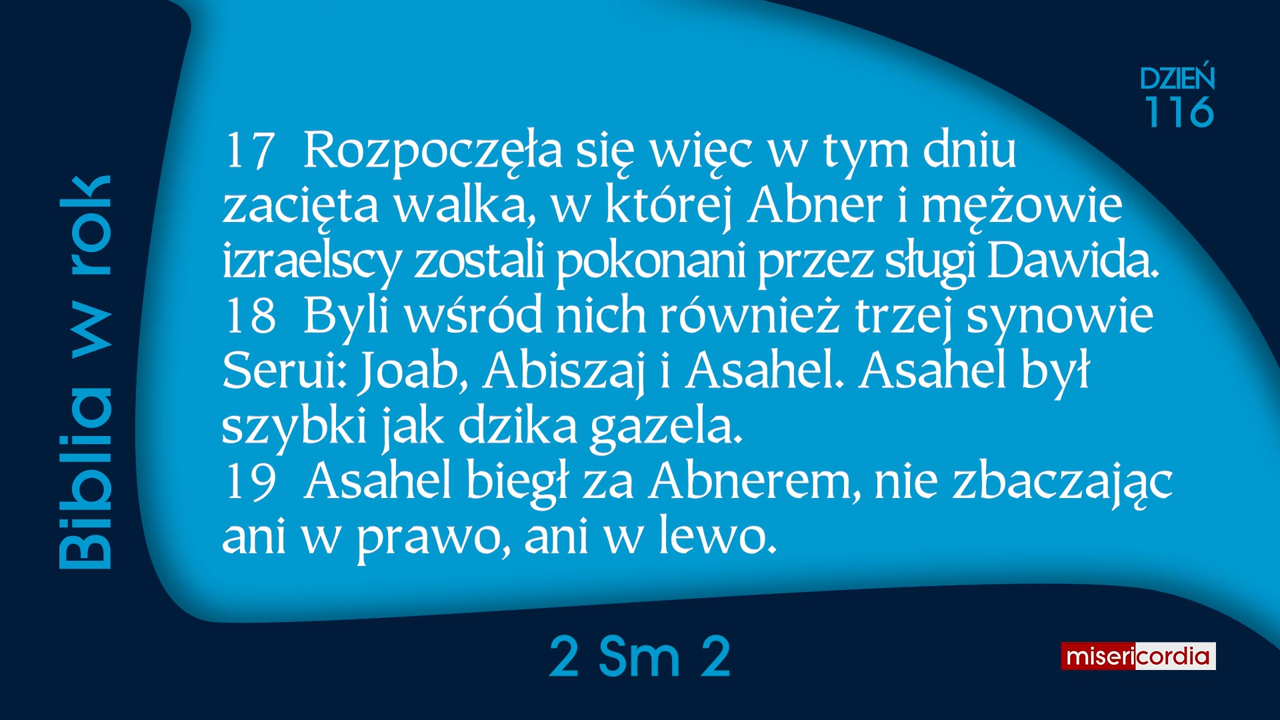 DZIEŃ
116
17 Rozpoczęła się więc w tym dniu
zacięta walka, w której Abner i mężowie
izraelscy zostali pokonani przez sługi Dawida.
18 Byli wśród nich również trzej synowie
Serui: Joab, Abiszaj i Asahel. Asahel był
szybki jak dzika gazela.
19 Asahel biegł za Abnerem, nie zbaczając
ani w prawo, ani w lewo.
Biblia w rok
2 Sm 2
misericordia